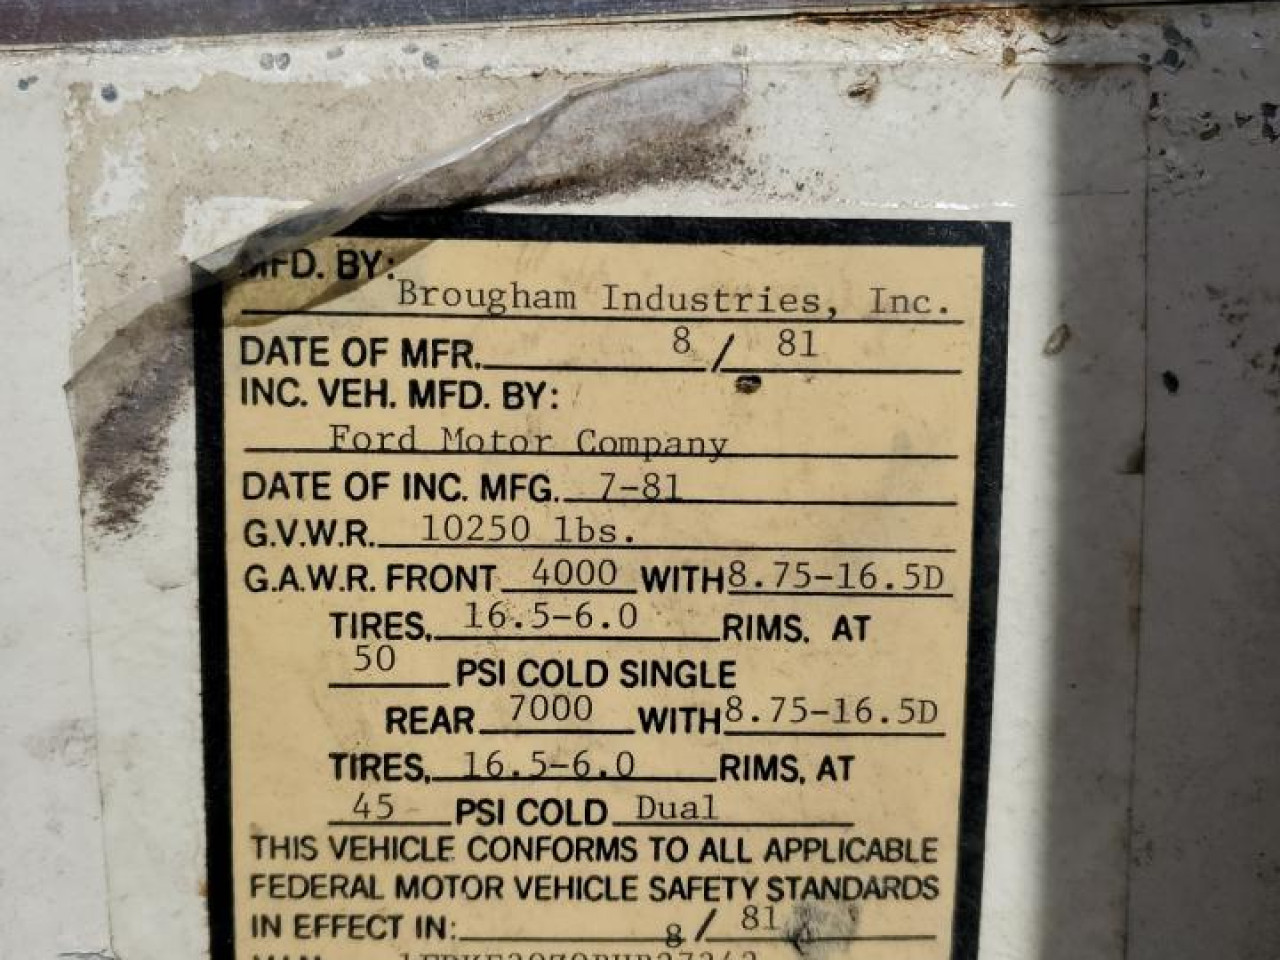 MFD. BY:
Brougham Industries, Inc.
DATE OF MFR. 8 / 81
INC. VEH. MFD. BY:
Ford Motor Company
DATE OF INC. MFG. 7-81
G.V.W.R. 10250 lbs.
G.A.W.R. FRONT 4000 WITH 8.75-16.5D
TIRES, 16.5-6.0 RIMS, AT
50 PSI COLD SINGLE
REAR 7000 WITH 8.75-16.5D
TIRES, 16.5-6.0 RIMS, AT
45 PSI COLD Dual
THIS VEHICLE CONFORMS TO ALL APPLICABLE
FEDERAL MOTOR VEHICLE SAFETY STANDARDS
IN EFFECT IN: 8 / 81